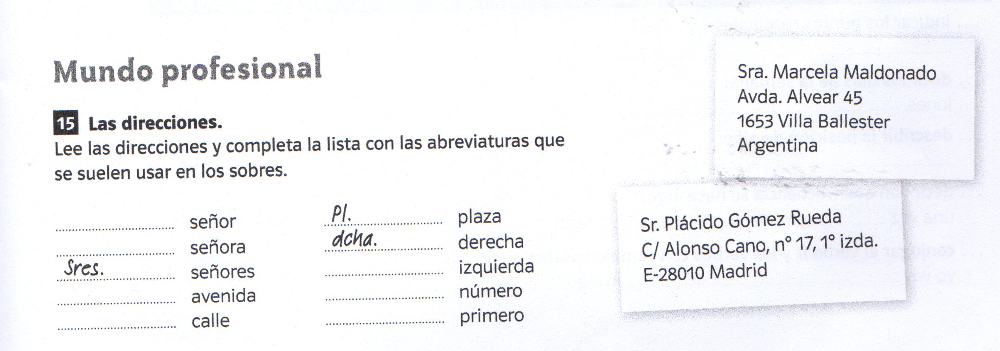 Mundo profesional
15 Las direcciones.
Lee las direcciones y completa la lista con las abreviaturas que
se suelen usar en los sobres.
señor
señora
Sres. señores
avenida
calle
Pl. plaza
dcha. derecha
izquierda
número
primero
Sra. Marcela Maldonado
Avda. Alvear 45
1653 Villa Ballester
Argentina
Sr. Plácido Gómez Rueda
C/ Alonso Cano, nº 17, 1º izda.
E-28010 Madrid